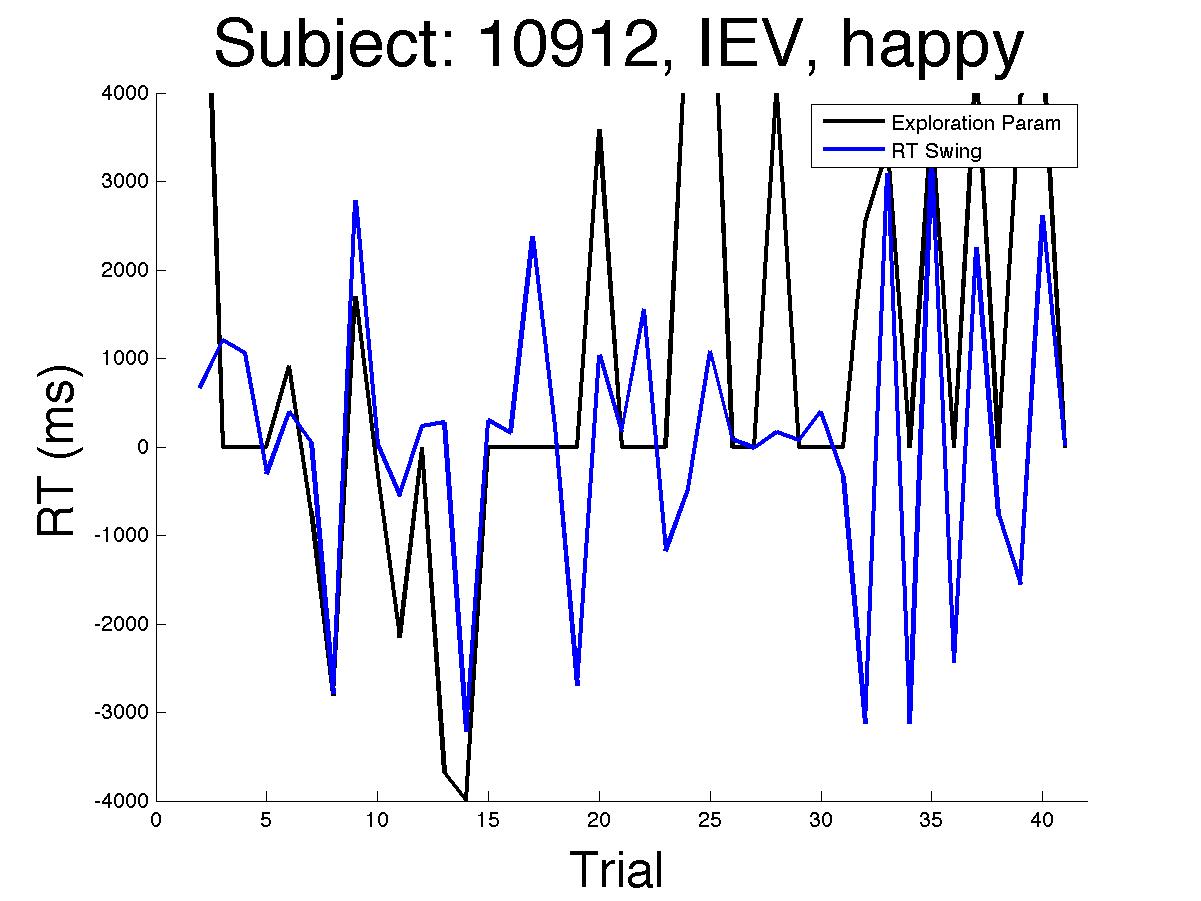 Subject: 10912, IEV, happy
4000
3000
2000
1000
0
-1000
-2000
-3000
-4000
RT (ms)
Exploration Param
RT Swing
0 5 10 15 20 25 30 35 40
Trial